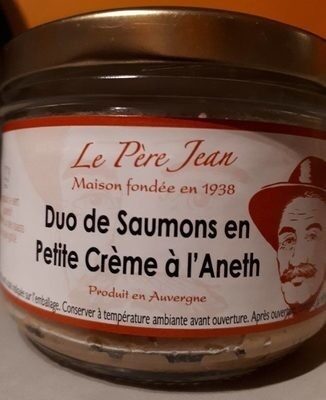 Le Père Jean
Maison fondée en 1938
Duo de Saumons en
Petite Crème à l'Aneth
Produit en Auvergne
sur l'emballage. Conserver à température ambiante avant ouverture. Après